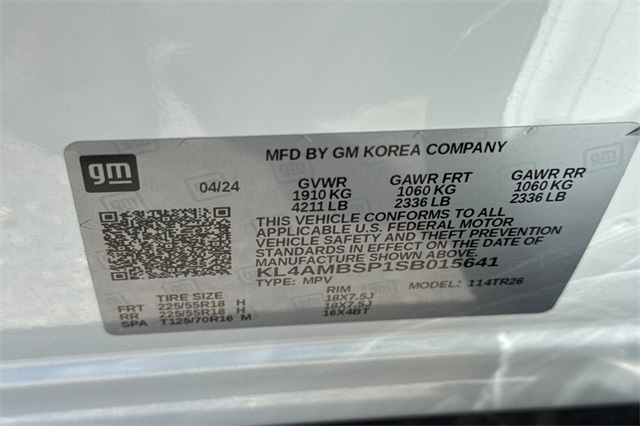 gm
MFD BY GM KOREA COMPANY
04/24
GVWR GAWR FRT GAWR RR
1910 KG 1060 KG 1060 KG
4211 LB 2336 LB 2336 LB
THIS VEHICLE CONFORMS TO ALL
APPLICABLE U.S. FEDERAL MOTOR
VEHICLE SAFETY AND THEFT PREVENTION
STANDARDS IN EFFECT ON THE DATE OF
MANUFACTURE SHOWN ABOVE.
KL4AMBSP1SB015641
TYPE: MPV MODEL: 114TR26
TIRE SIZE RIM
FRT 225/55R18 H 18X7.5J
RR 225/55R18 H 18X7.5J
SPA T125/70R16 M 16X4BT